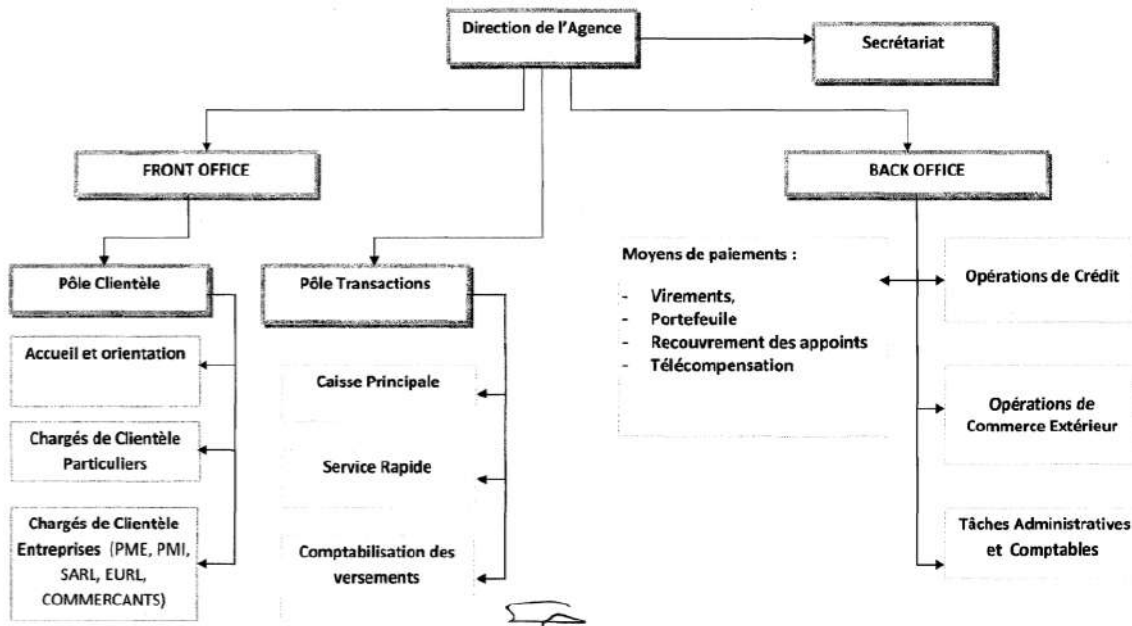 Direction de l'Agence
Secrétariat
FRONT OFFICE
BACK OFFICE
Pôle Clientèle
Accueil et orientation
Chargés de Clientèle
Particuliers
Chargés de Clientèle
Entreprises (PME, PMI,
SARL, EURL,
COMMERCANTS)
Pôle Transactions
Caisse Principale
Service Rapide
Comptabilisation des
versements
Moyens de paiements :
- Virements,
- Portefeuile
- Recouvrement des appoints
- Télécompensation
Opérations de Crédit
Opérations de
Commerce Extérieur
Tâches Administratives
et Comptables